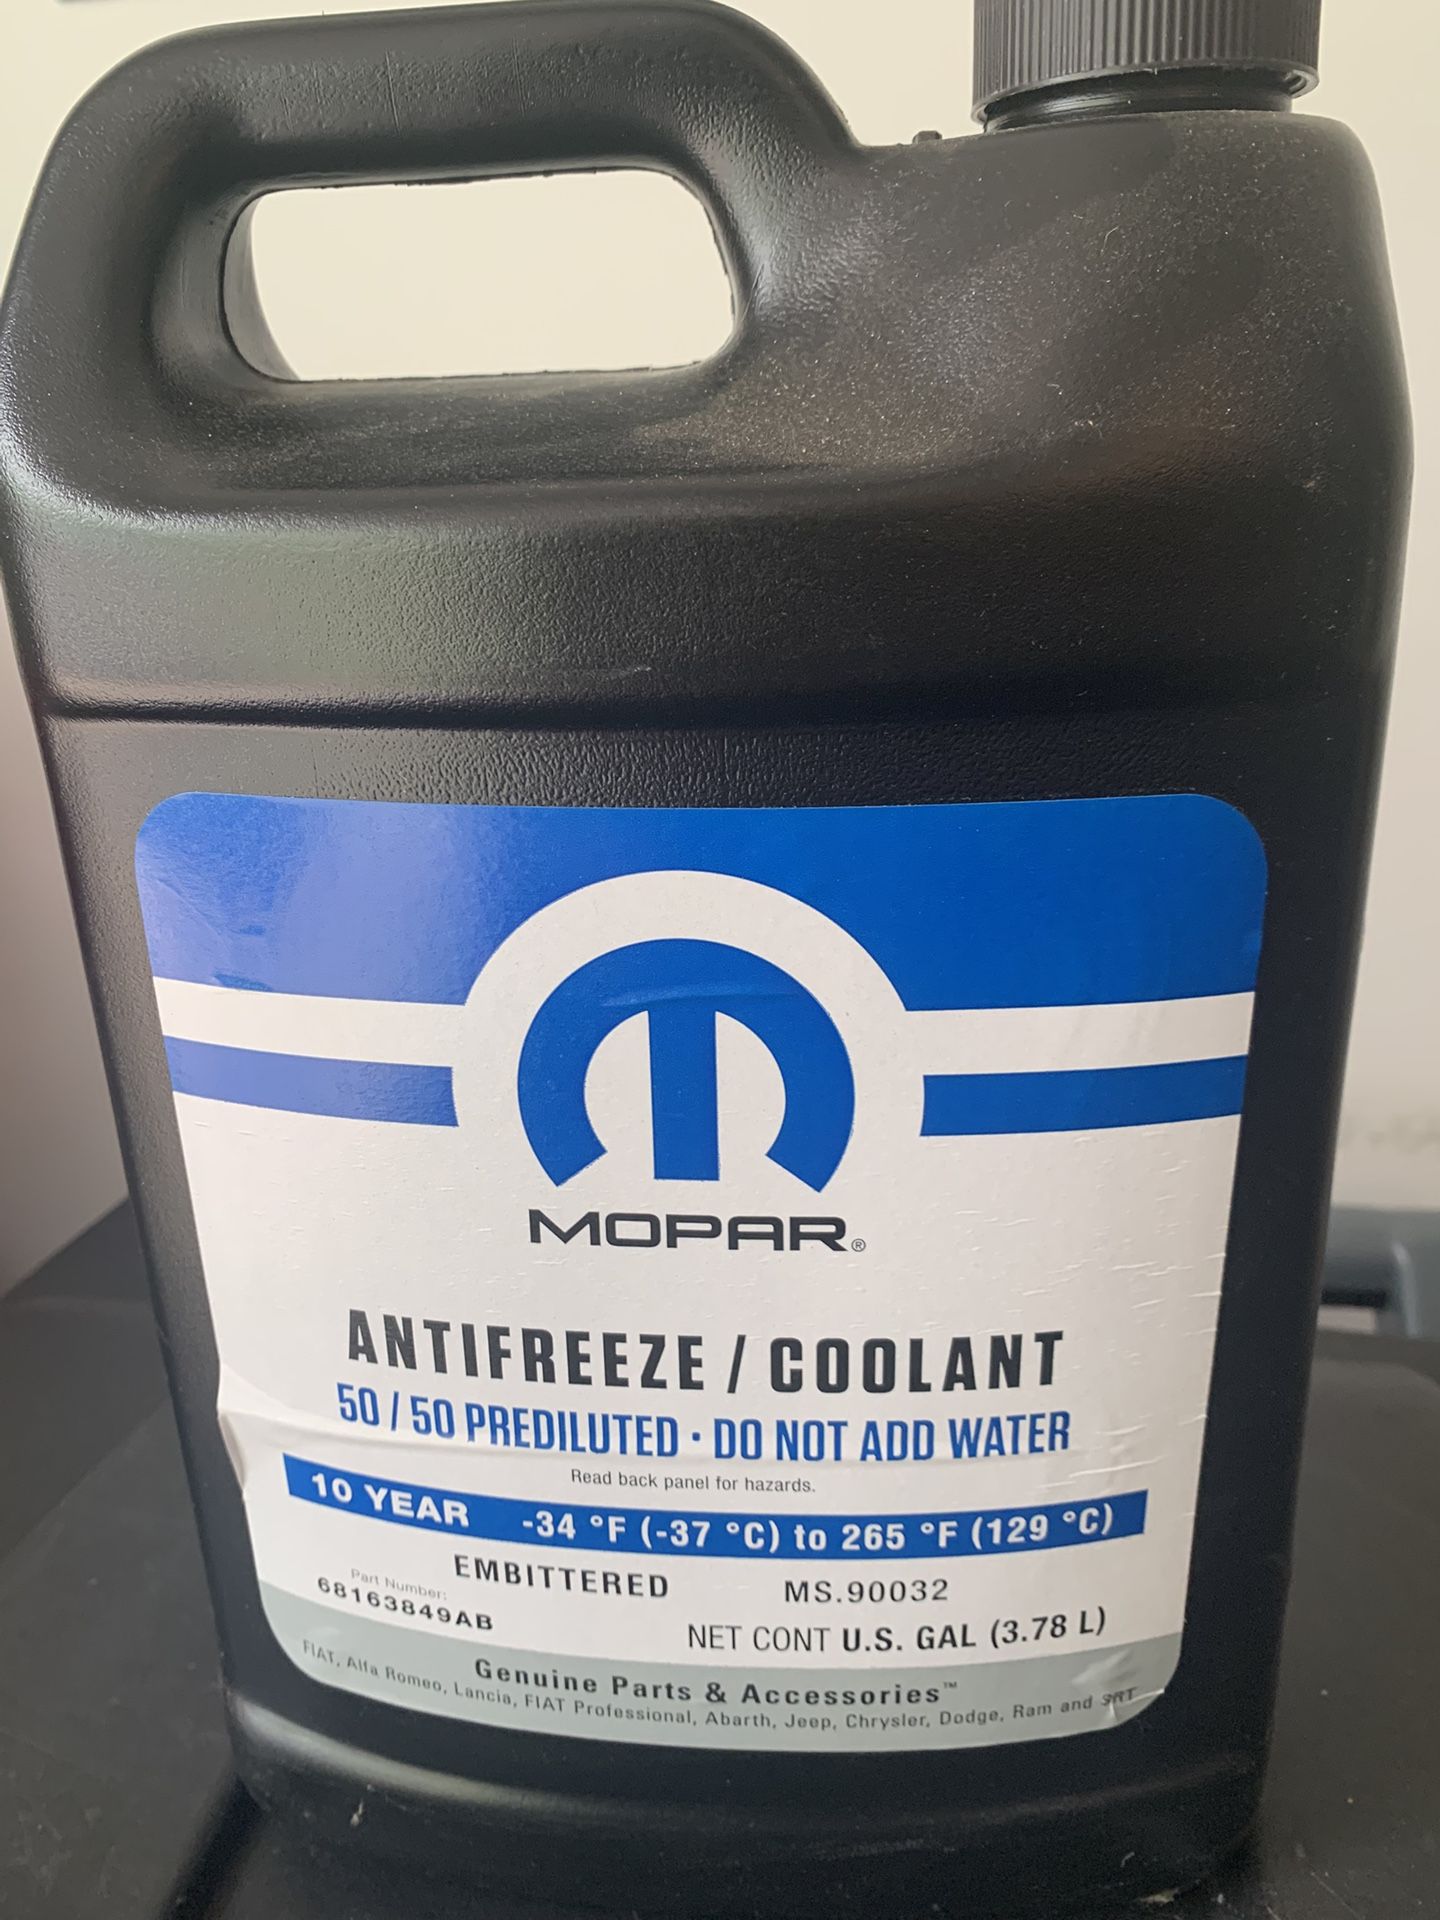 MOPAR®
ANTIFREEZE / COOLANT
50 / 50 PREDILUTED · DO NOT ADD WATER
Read back panel for hazards.
10 YEAR -34 °F (-37 °C) to 265 °F (129 °C)
EMBITTERED MS.90032
Part Number:
68163849AB
NET CONT U.S. GAL (3.78 L)
Genuine Parts & Accessories™
FIAT, Alfa Romeo, Lancia, FIAT Professional, Abarth, Jeep, Chrysler, Dodge, Ram and SRT